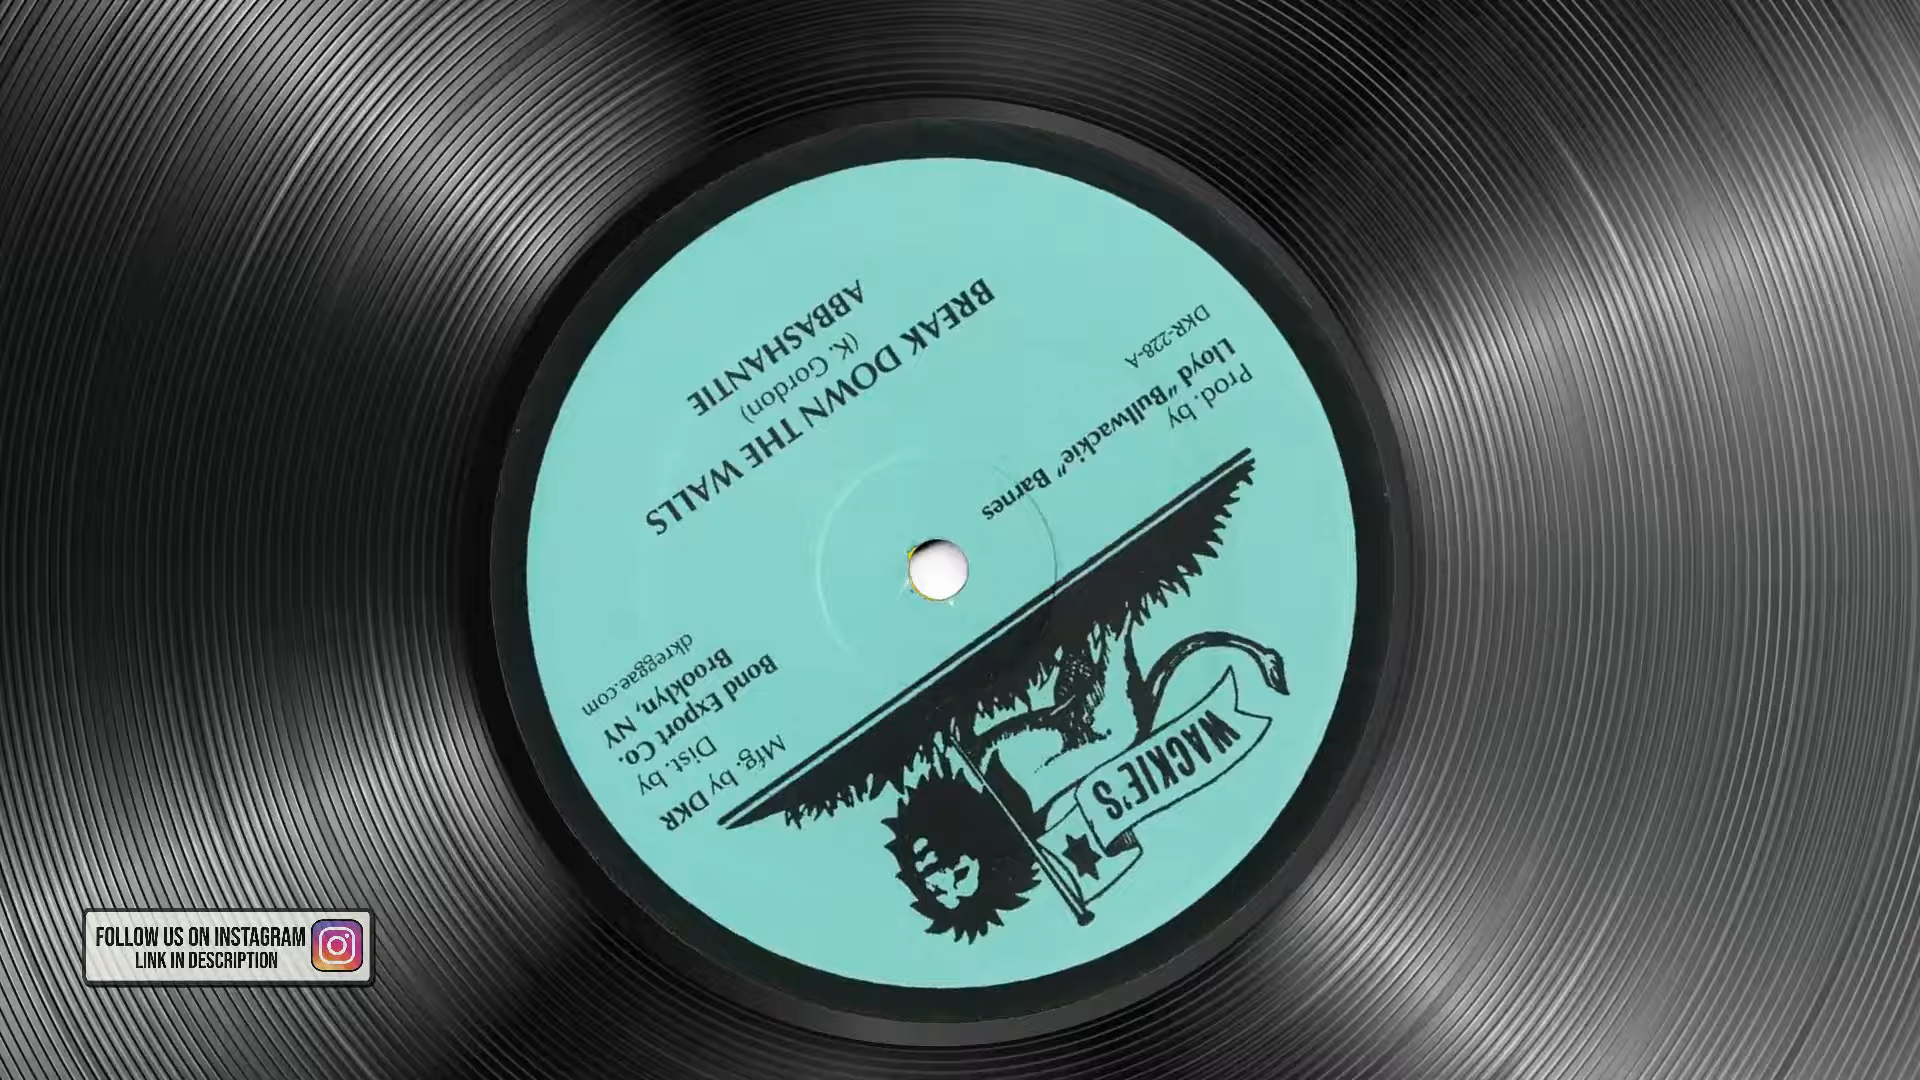 WACKIE'S
Prod. by
Lloyd "Bullwackie" Barnes
DKR-228-A
Mfg. by DKR
Dist. by
Bond Export Co.
Brooklyn, NY
dkreggae.com
BREAK DOWN THE WALLS
(K. Gordon)
ABBASHANTIE
FOLLOW US ON INSTAGRAM
LINK IN DESCRIPTION